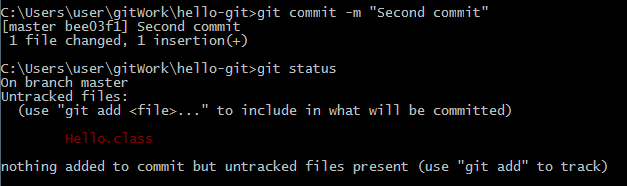 C:\Users\user\gitWork\hello-git>git commit -m "Second commit"
[master bee03f1] Second commit
1 file changed, 1 insertion(+)
C:\Users\user\gitWork\hello-git>git status
On branch master
Untracked files:
(use "git add <file>..." to include in what will be committed)
Hello.class
nothing added to commit but untracked files present (use "git add" to track)